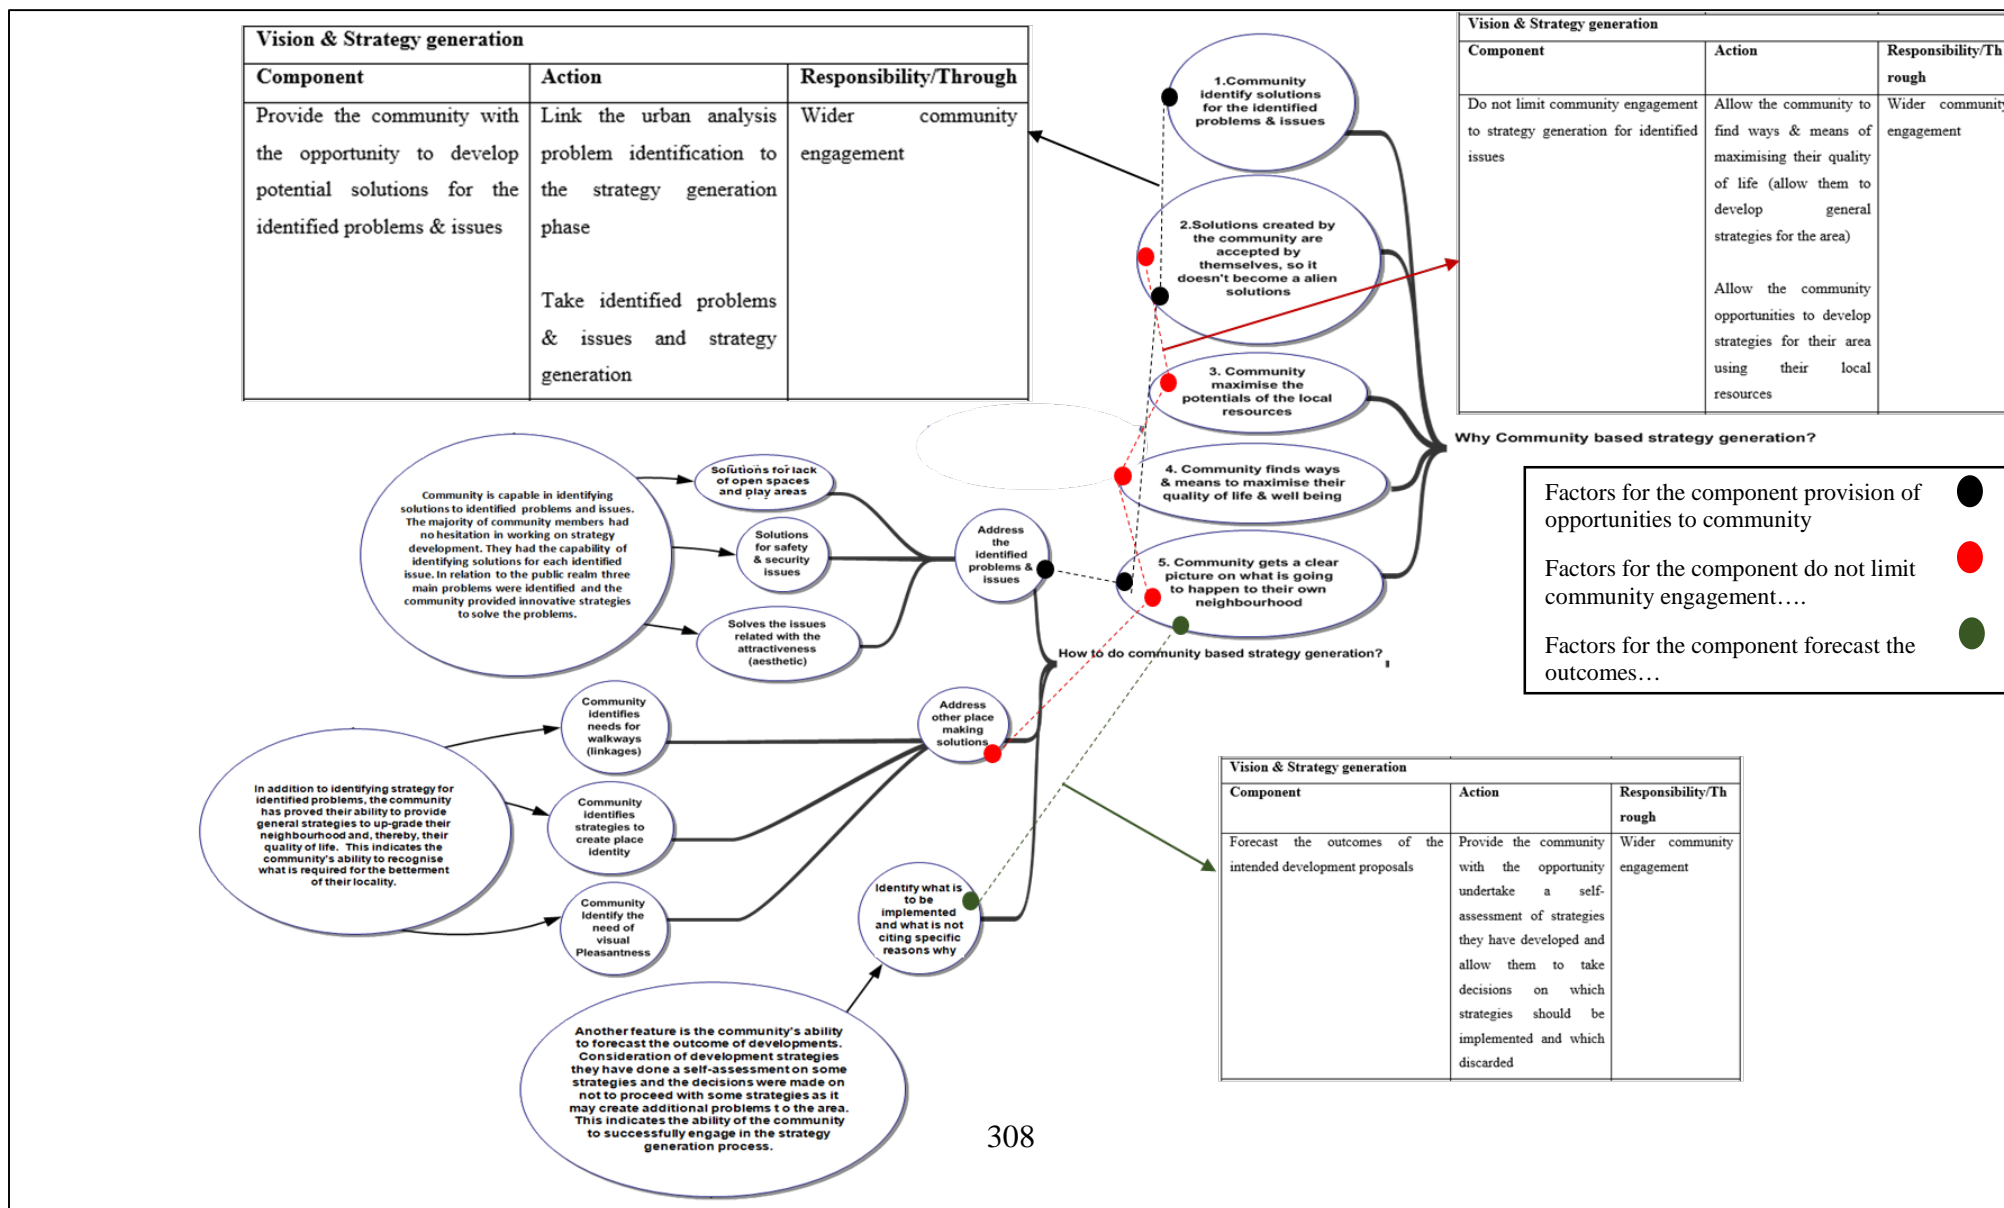 Vision & Strategy generation
Component
Action
Responsibility/Through
Provide the community with
the opportunity to develop
potential solutions for the
identified problems & issues
Link the urban analysis
problem identification to
the strategy generation
phase
Take identified problems
& issues and strategy
generation
Wider community
engagement
1.Community
identify solutions
for the identified
problems & issues
2.Solutions created by
the community are
accepted by
themselves, so it
doesn't become a alien
solutions
3. Community
maximise the
potentials of the local
resources
4. Community finds ways
& means to maximise their
quality of life & well being
5. Community gets a clear
picture on what is going
to happen to their own
neighbourhood
Vision & Strategy generation
Component
Action
Responsibility/Th
rough
Do not limit community engagement
to strategy generation for identified
issues
Allow the community to
find ways & means of
maximising their quality
of life (allow them to
develop general
strategies for the area)
Allow the community
opportunities to develop
strategies for their area
using their local
resources
Wider community
engagement
Why Community based strategy generation?
Factors for the component provision of
opportunities to community
Factors for the component do not limit
community engagement….
Factors for the component forecast the
outcomes…
Community is capable in identifying
solutions to identified problems and issues.
The majority of community members had
no hesitation in working on strategy
development. They had the capability of
identifying solutions for each identified
issue. In relation to the public realm three
main problems were identified and the
community provided innovative strategies
to solve the problems.
Solutions for lack
of open spaces
and play areas
Solutions
for safety
& security
issues
Solves the issues
related with the
attractiveness
(aesthetic)
Address
the
identified
problems &
issues
How to do community based strategy generation?
Community
identifies
needs for
walkways
(linkages)
Address
other place
making
solutions
In addition to identifying strategy for
identified problems, the community
has proved their ability to provide
general strategies to up-grade their
neighbourhood and, thereby, their
quality of life. This indicates the
community's ability to recognise
what is required for the betterment
of their locality.
Community
identifies
strategies to
create place
identity
Community
Identify the
need of
visual
Pleasantness
Identify what is
to be
implemented
and what is not
citing specific
reasons why
Vision & Strategy generation
Component
Action
Responsibility/Th
rough
Forecast the outcomes of the
intended development proposals
Provide the community
with the opportunity
undertake a self-
assessment of strategies
they have developed and
allow them to take
decisions on which
strategies should be
implemented and which
discarded
Wider community
engagement
Another feature is the community's ability
to forecast the outcome of developments.
Consideration of development strategies
they have done a self-assessment on some
strategies and the decisions were made on
not to proceed with some strategies as it
may create additional problems t o the area.
This indicates the ability of the community
to successfully engage in the strategy
generation process.
308